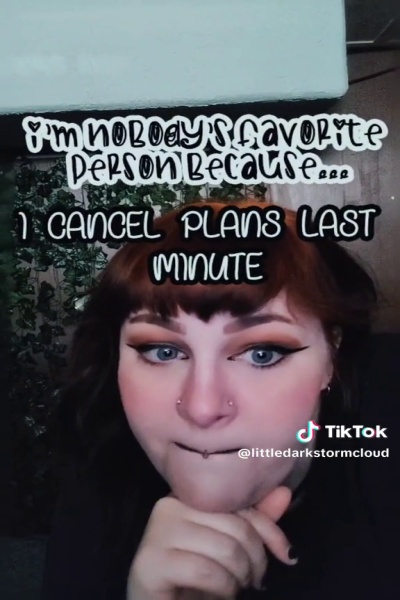 i'm nobody's favorite
person because...
I CANCEL PLANS LAST
MINUTE
TikTok
@littledarkstormcloud